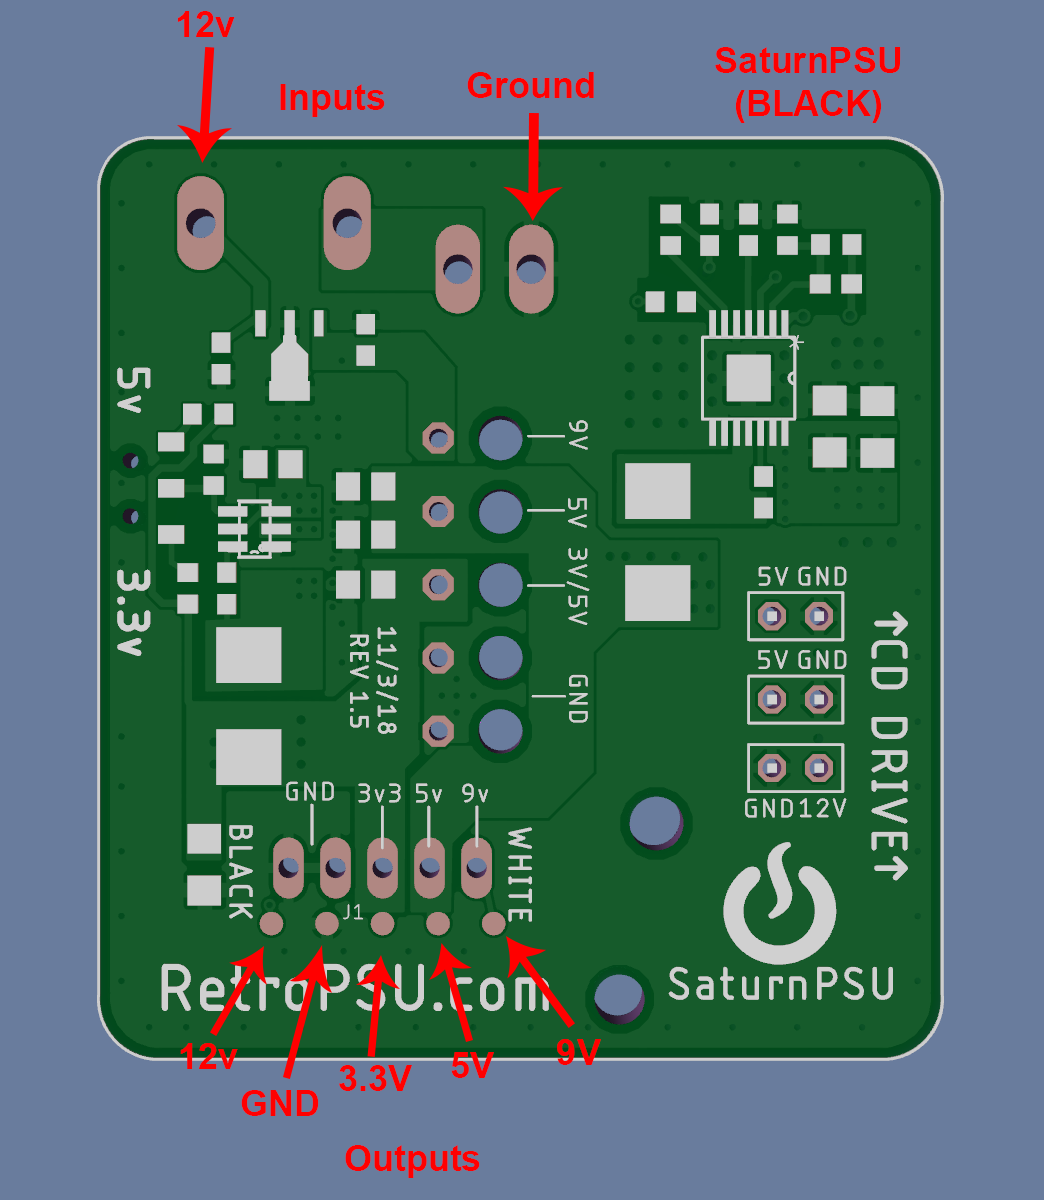 12v
Inputs
Ground
SaturnPSU
(BLACK)
5v
3.3v
9V
5V
3V/5V
GND
11/3/18
REV 1.5
5V GND
5V GND
GND 12V
↑CD DRIVE↑
GND
3v3
5v
9v
BLACK
WHITE
J1
RetroPSU.com
SaturnPSU
12v
GND
3.3V
5V
9V
Outputs